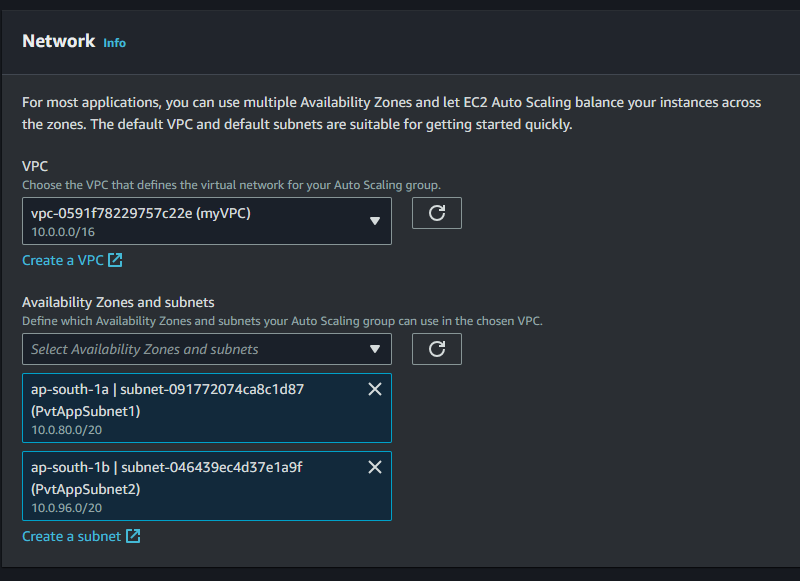 Network Info
For most applications, you can use multiple Availability Zones and let EC2 Auto Scaling balance your instances across
the zones. The default VPC and default subnets are suitable for getting started quickly.
VPC
Choose the VPC that defines the virtual network for your Auto Scaling group.
vpc-0591f78229757c22e (myVPC)
10.0.0.0/16
Create a VPC
Availability Zones and subnets
Define which Availability Zones and subnets your Auto Scaling group can use in the chosen VPC.
Select Availability Zones and subnets
ap-south-1a | subnet-091772074ca8c1d87
(PvtAppSubnet1)
10.0.80.0/20
ap-south-1b | subnet-046439ec4d37e1a9f
(PvtAppSubnet2)
10.0.96.0/20
Create a subnet